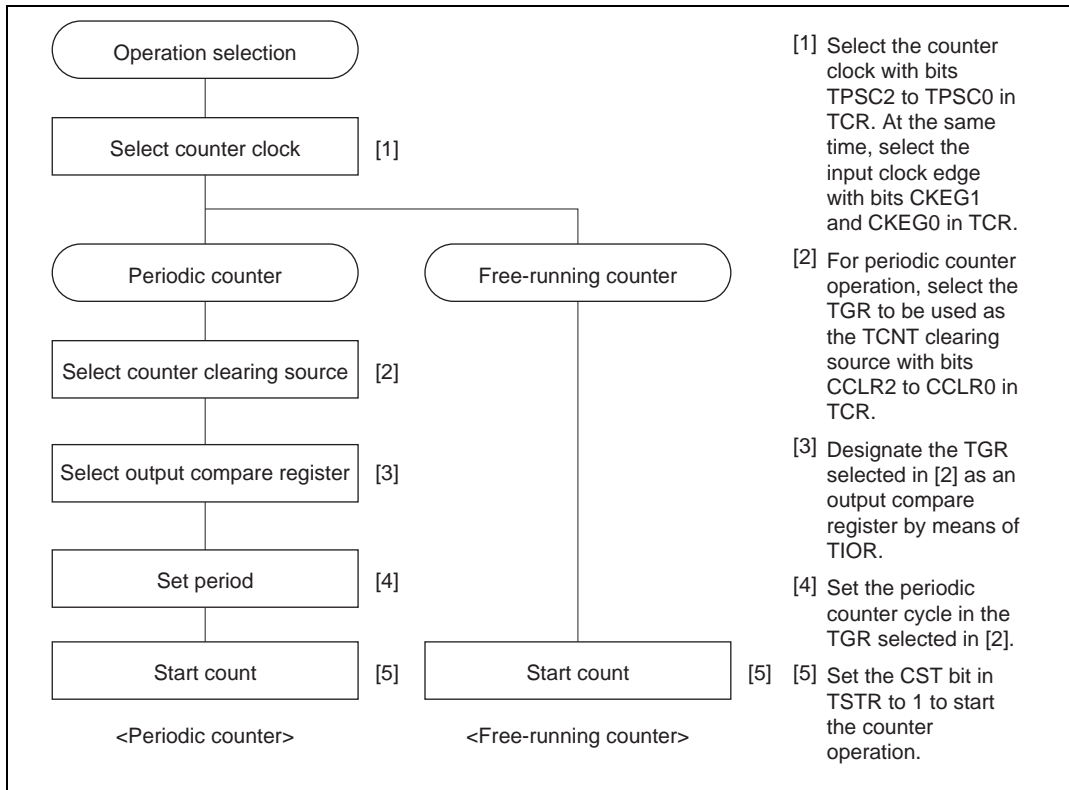 Operation selection
Select counter clock
[1]
Periodic counter
Free-running counter
Select counter clearing source
[2]
Select output compare register
[3]
Set period
[4]
Start count
[5]
Start count
[5]
<Periodic counter>
<Free-running counter>
[1] Select the counter
clock with bits
TPSC2 to TPSC0 in
TCR. At the same
time, select the
input clock edge
with bits CKEG1
and CKEG0 in TCR.
[2] For periodic counter
operation, select the
TGR to be used as
the TCNT clearing
source with bits
CCLR2 to CCLR0 in
TCR.
[3] Designate the TGR
selected in [2] as an
output compare
register by means of
TIOR.
[4] Set the periodic
counter cycle in the
TGR selected in [2].
[5] Set the CST bit in
TSTR to 1 to start
the counter
operation.